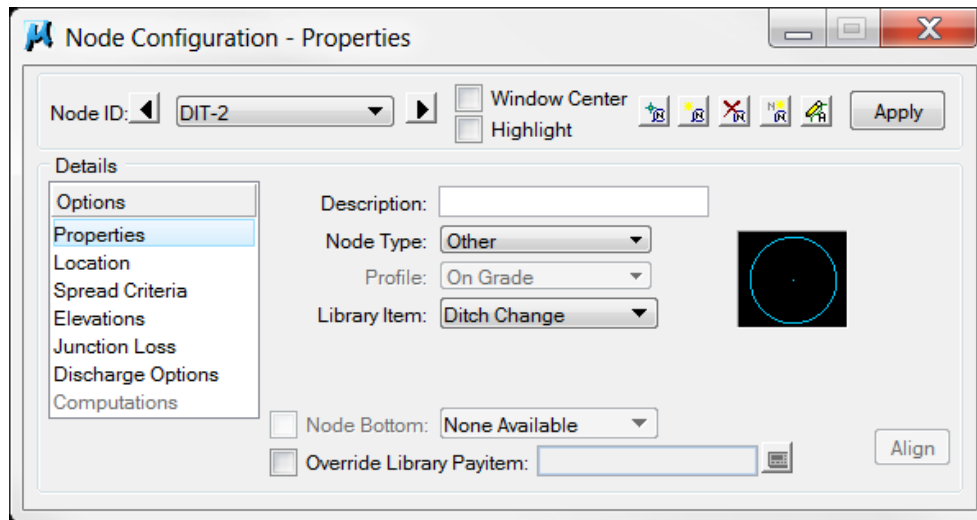 Node Configuration - Properties
Node ID: DIT-2
Window Center
Highlight
Apply
Details
Options
Properties
Location
Spread Criteria
Elevations
Junction Loss
Discharge Options
Computations
Description:
Node Type: Other
Profile: On Grade
Library Item: Ditch Change
Node Bottom: None Available
Override Library Payitem:
Align